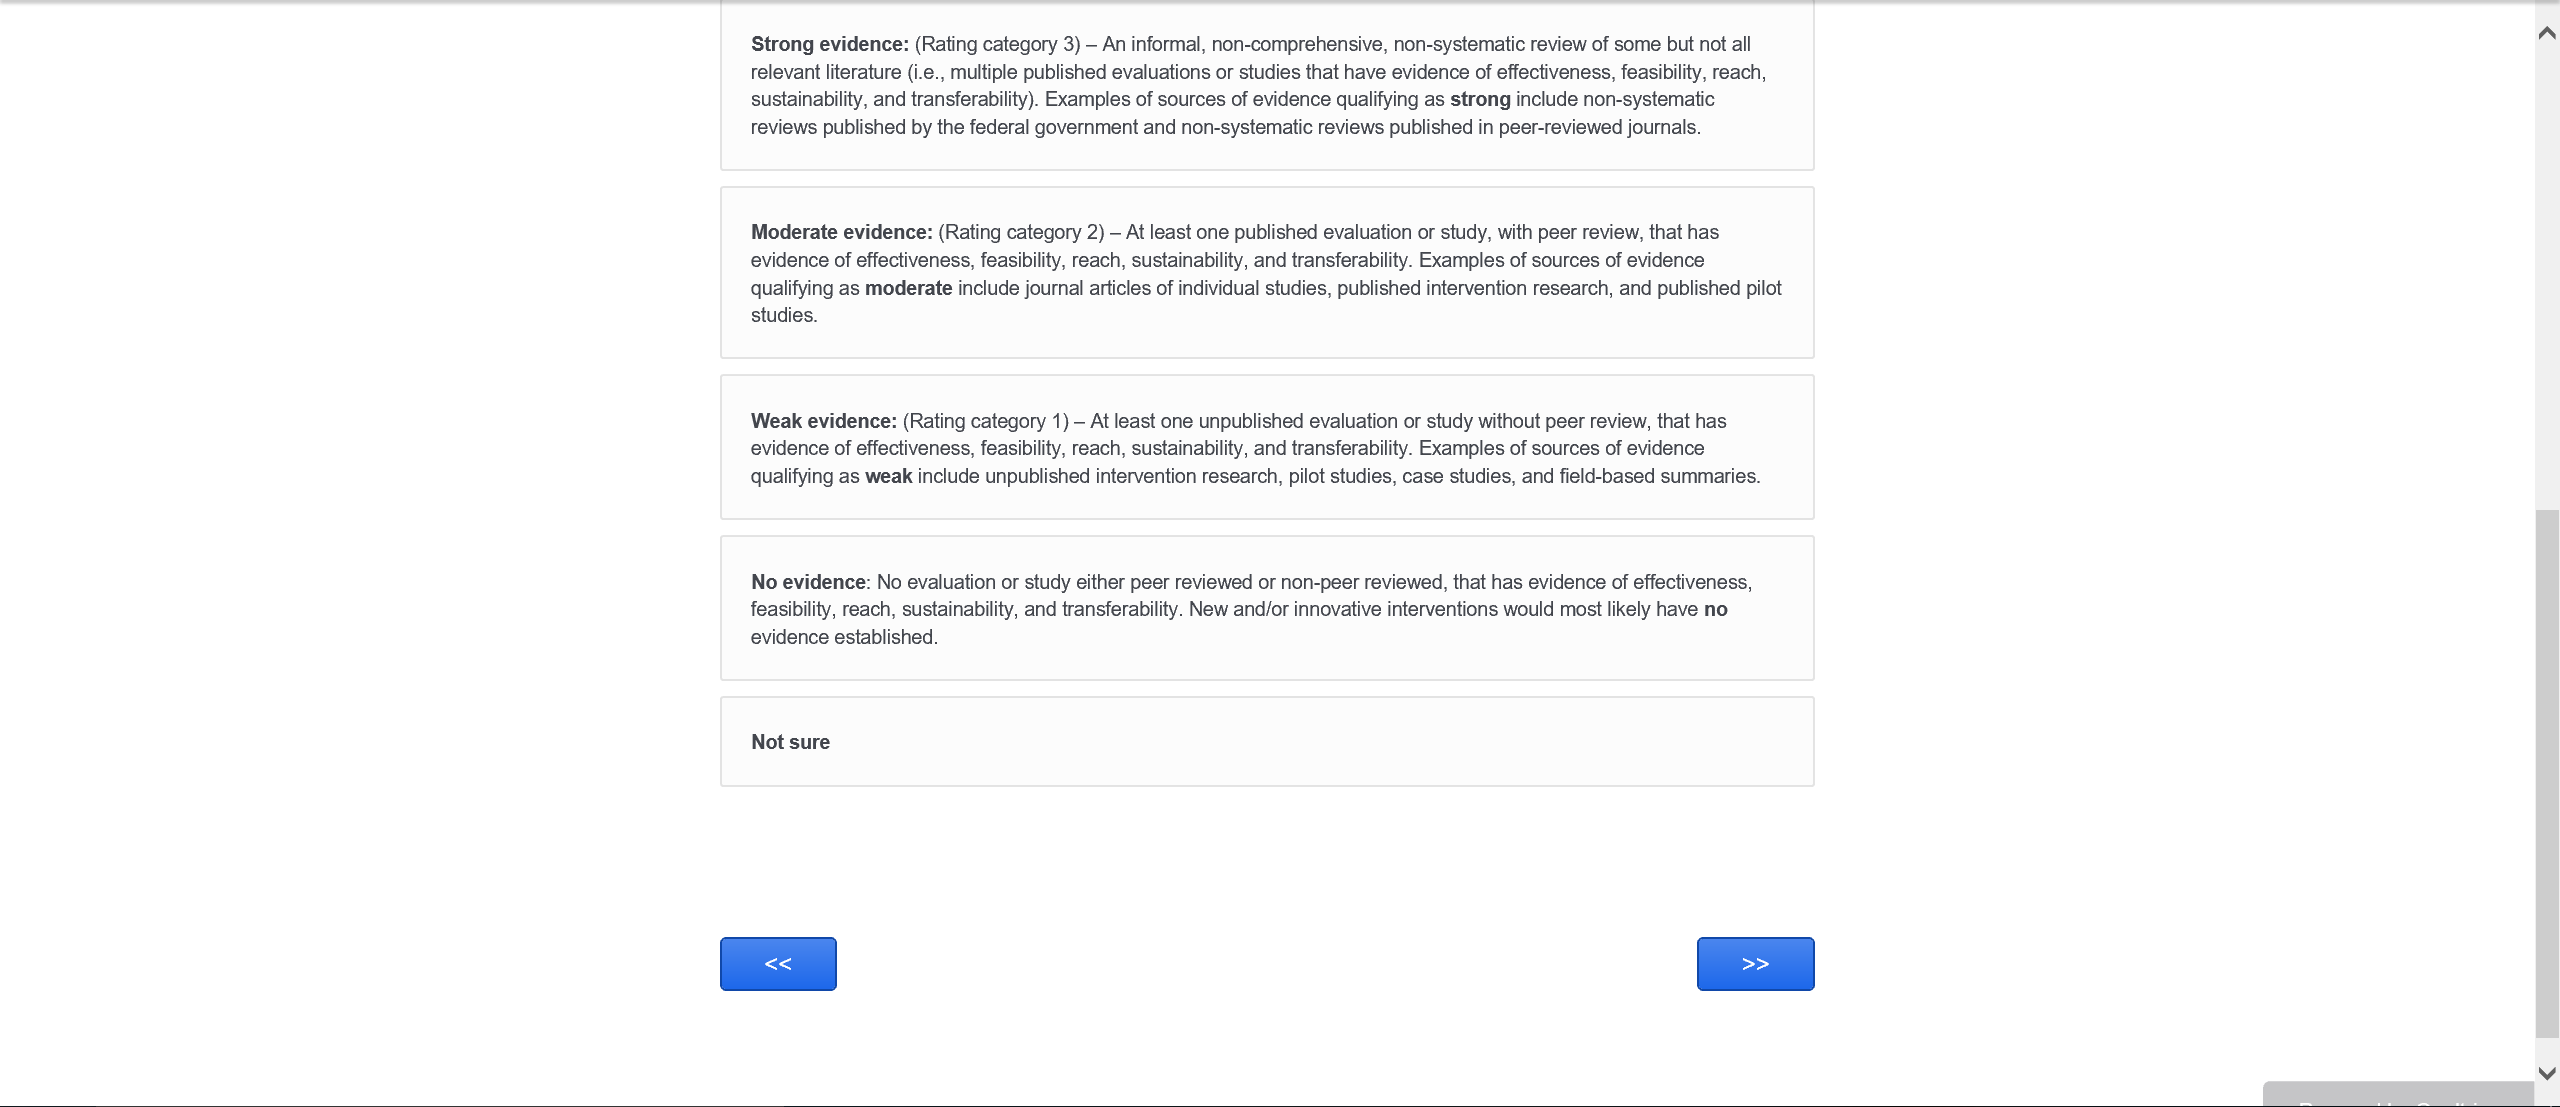 Strong evidence: (Rating category 3) – An informal, non-comprehensive, non-systematic review of some but not all
relevant literature (i.e., multiple published evaluations or studies that have evidence of effectiveness, feasibility, reach,
sustainability, and transferability). Examples of sources of evidence qualifying as strong include non-systematic
reviews published by the federal government and non-systematic reviews published in peer-reviewed journals.
Moderate evidence: (Rating category 2) – At least one published evaluation or study, with peer review, that has
evidence of effectiveness, feasibility, reach, sustainability, and transferability. Examples of sources of evidence
qualifying as moderate include journal articles of individual studies, published intervention research, and published pilot
studies.
Weak evidence: (Rating category 1) – At least one unpublished evaluation or study without peer review, that has
evidence of effectiveness, feasibility, reach, sustainability, and transferability. Examples of sources of evidence
qualifying as weak include unpublished intervention research, pilot studies, case studies, and field-based summaries.
No evidence: No evaluation or study either peer reviewed or non-peer reviewed, that has evidence of effectiveness,
feasibility, reach, sustainability, and transferability. New and/or innovative interventions would most likely have no
evidence established.
Not sure
<<
>>